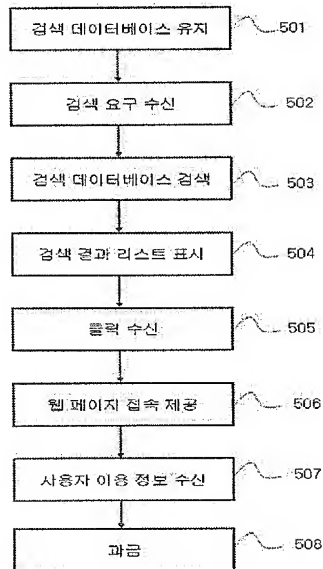 검색 데이터베이스 유지 501
검색 요구 수신 502
검색 데이터베이스 검색 503
검색 결과 리스트 표시 504
클릭 수신 505
웹 페이지 접속 제공 506
사용자 이용 정보 수신 507
과금 508